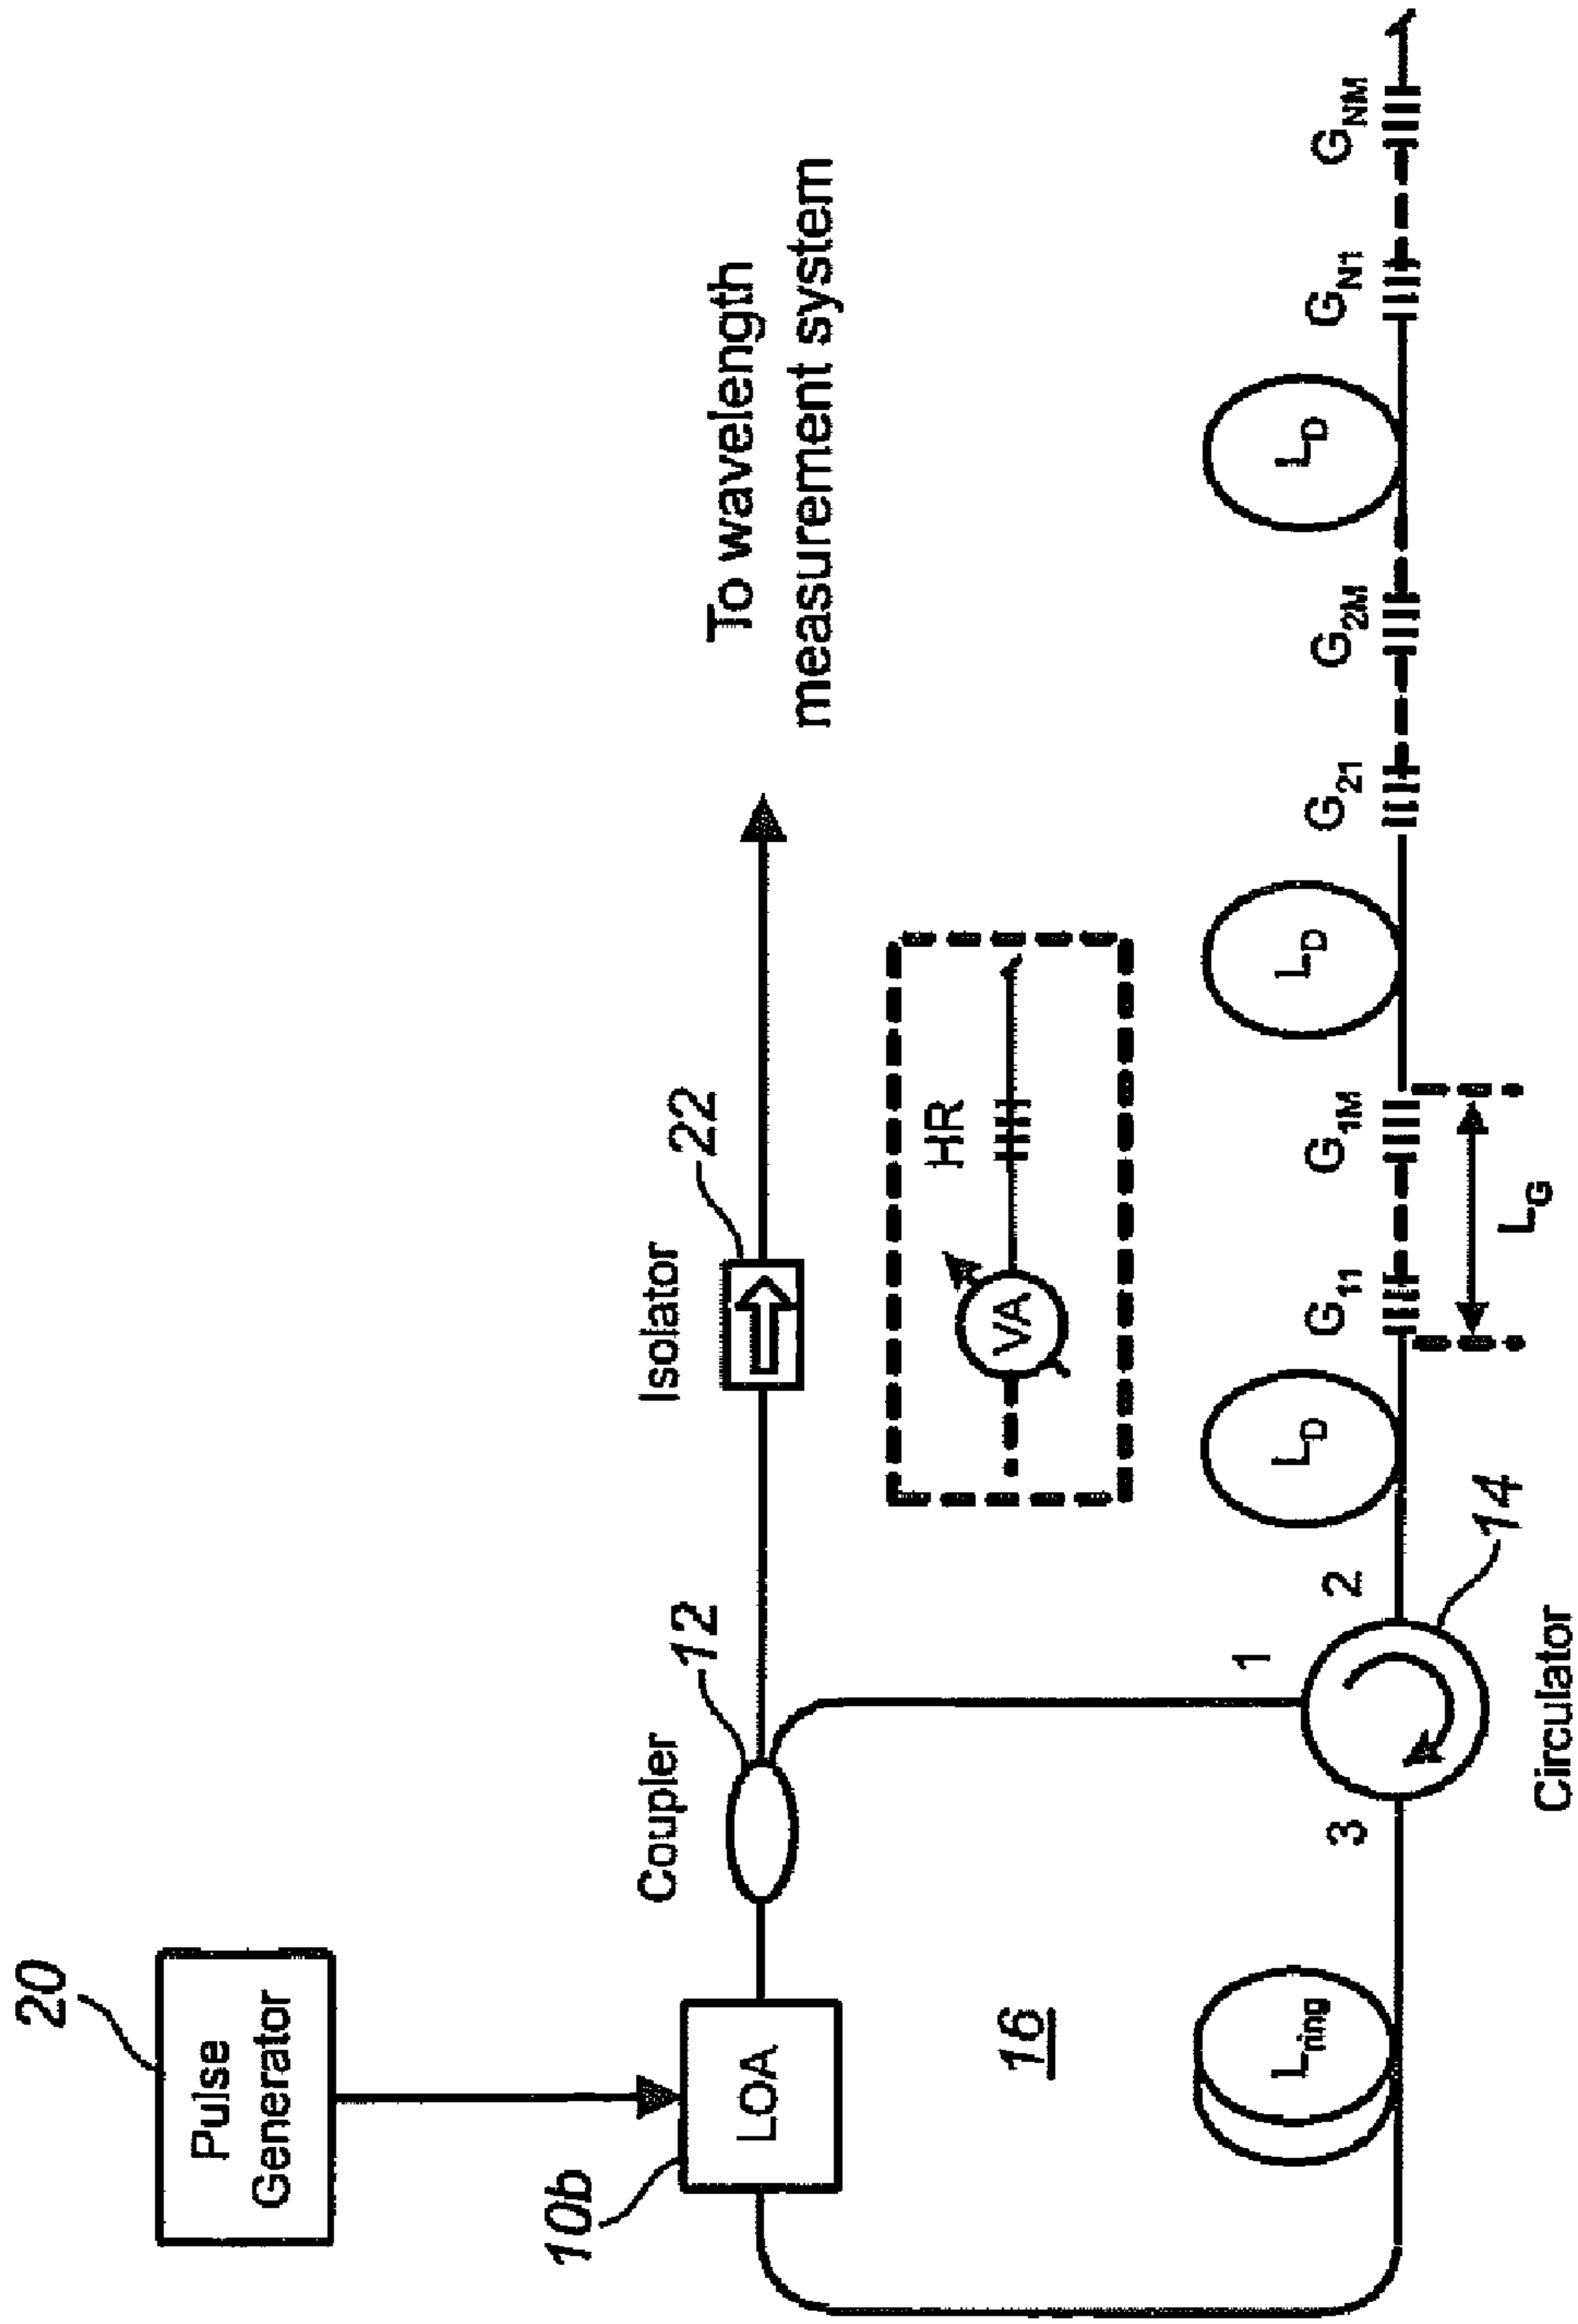 20
Pulse
Generator
10b
LOA
Coupler
12
Isolator
22
To wavelength
measurement system
16
HR
VA
L_ring
3
1
2
Circulator
14
L_D
G_11
G_1M
L_G
L_D
G_21
G_2M
L_D
G_N1
G_NM